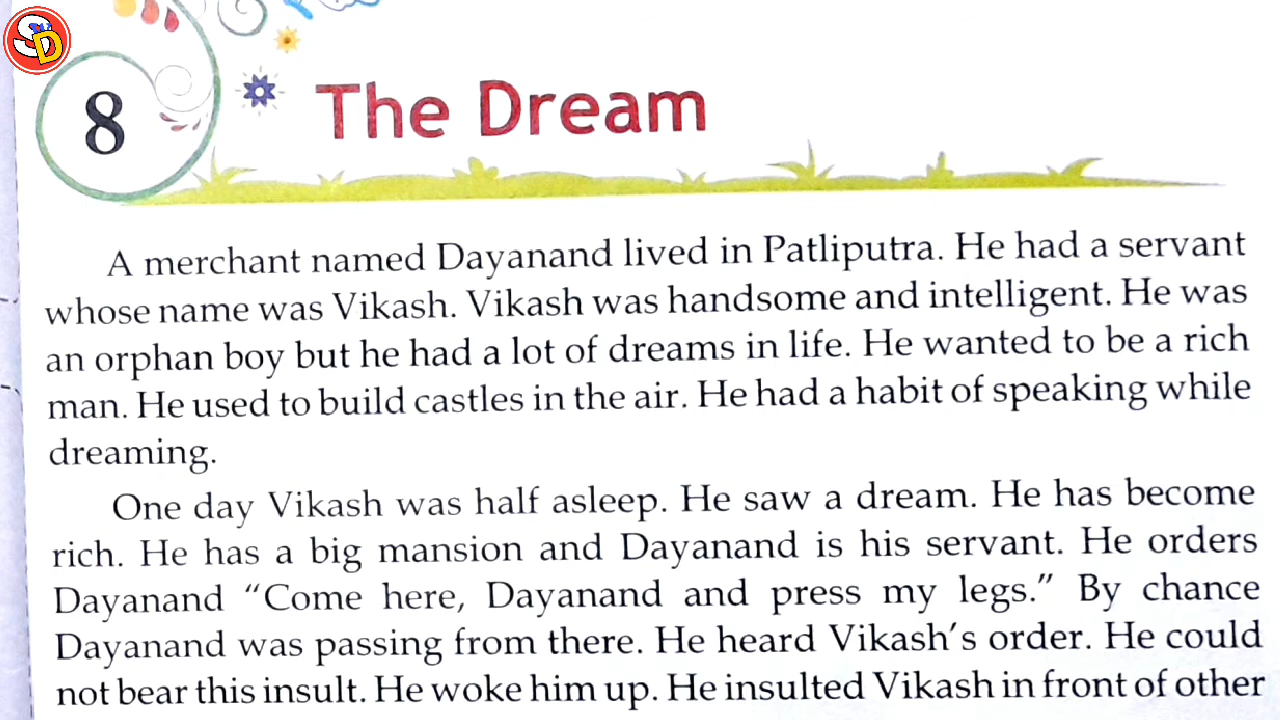 SD
8
The Dream
A merchant named Dayanand lived in Patliputra. He had a servant
whose name was Vikash. Vikash was handsome and intelligent. He was
an orphan boy but he had a lot of dreams in life. He wanted to be a rich
man. He used to build castles in the air. He had a habit of speaking while
dreaming.
One day Vikash was half asleep. He saw a dream. He has become
rich. He has a big mansion and Dayanand is his servant. He orders
Dayanand “Come here, Dayanand and press my legs.” By chance
Dayanand was passing from there. He heard Vikash’s order. He could
not bear this insult. He woke him up. He insulted Vikash in front of other